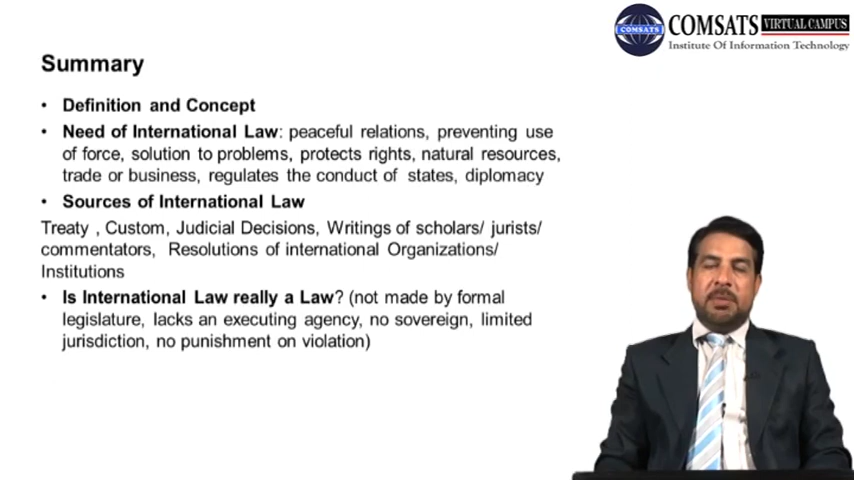 COMSATS VIRTUAL CAMPUS
COMSATS
Institute Of Information Technology
Summary
• Definition and Concept
• Need of International Law: peaceful relations, preventing use
of force, solution to problems, protects rights, natural resources,
trade or business, regulates the conduct of states, diplomacy
• Sources of International Law
Treaty , Custom, Judicial Decisions, Writings of scholars/ jurists/
commentators, Resolutions of international Organizations/
Institutions
• Is International Law really a Law? (not made by formal
legislature, lacks an executing agency, no sovereign, limited
jurisdiction, no punishment on violation)